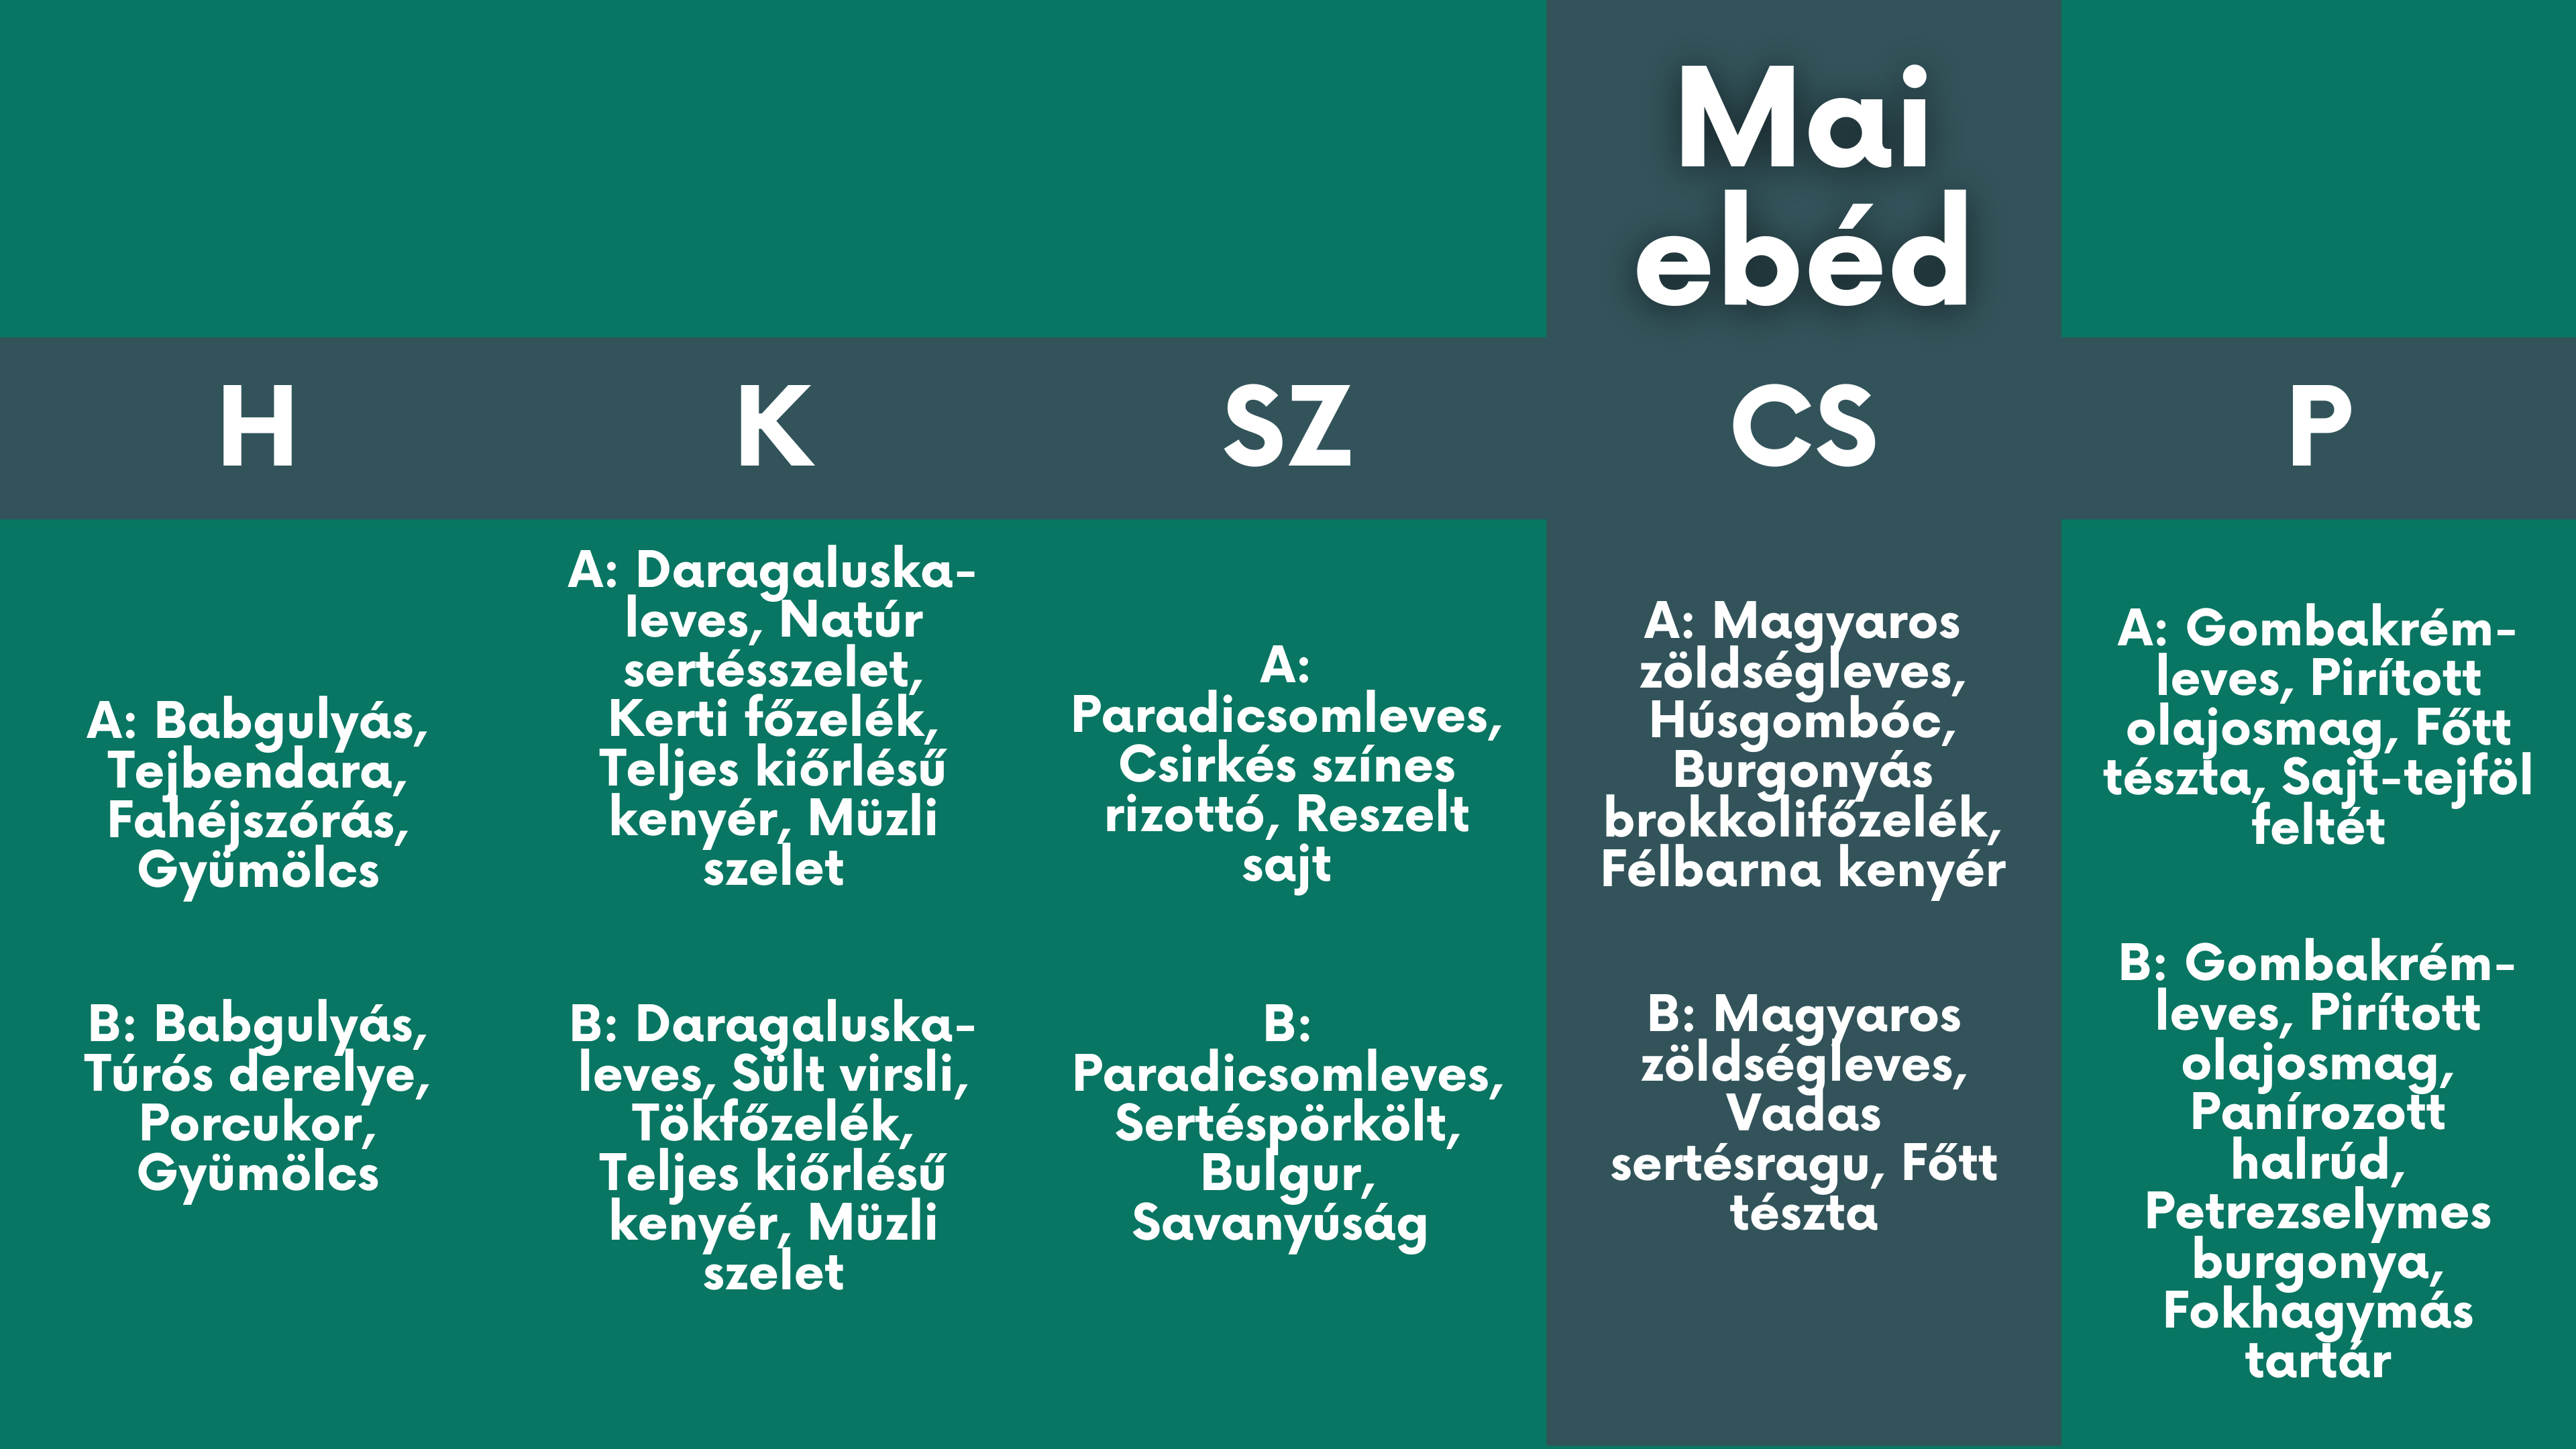 Mai
ebéd
H
K
SZ
CS
P
A: Babgulyás,
Tejbendara,
Fahéjszórás,
Gyümölcs
B: Babgulyás,
Túrós derelye,
Porcukor,
Gyümölcs
A: Daragaluska-
leves, Natúr
sertésszelet,
Kerti főzelék,
Teljes kiőrlésű
kenyér, Müzli
szelet
B: Daragaluska-
leves, Sült virsli,
Tökfőzelék,
Teljes kiőrlésű
kenyér, Müzli
szelet
A:
Paradicsomleves,
Csirkés színes
rizottó, Reszelt
sajt
B:
Paradicsomleves,
Sertéspörkölt,
Bulgur,
Savanyúság
A: Magyaros
zöldségleves,
Húsgombóc,
Burgonyás
brokkolifőzelék,
Félbarna kenyér
B: Magyaros
zöldségleves,
Vadas
sertésragu, Főtt
tészta
A: Gombakrém-
leves, Pirított
olajosmag, Főtt
tészta, Sajt-tejföl
feltét
B: Gombakrém-
leves, Pirított
olajosmag,
Panírozott
halrúd,
Petrezselymes
burgonya,
Fokhagymás
tartár